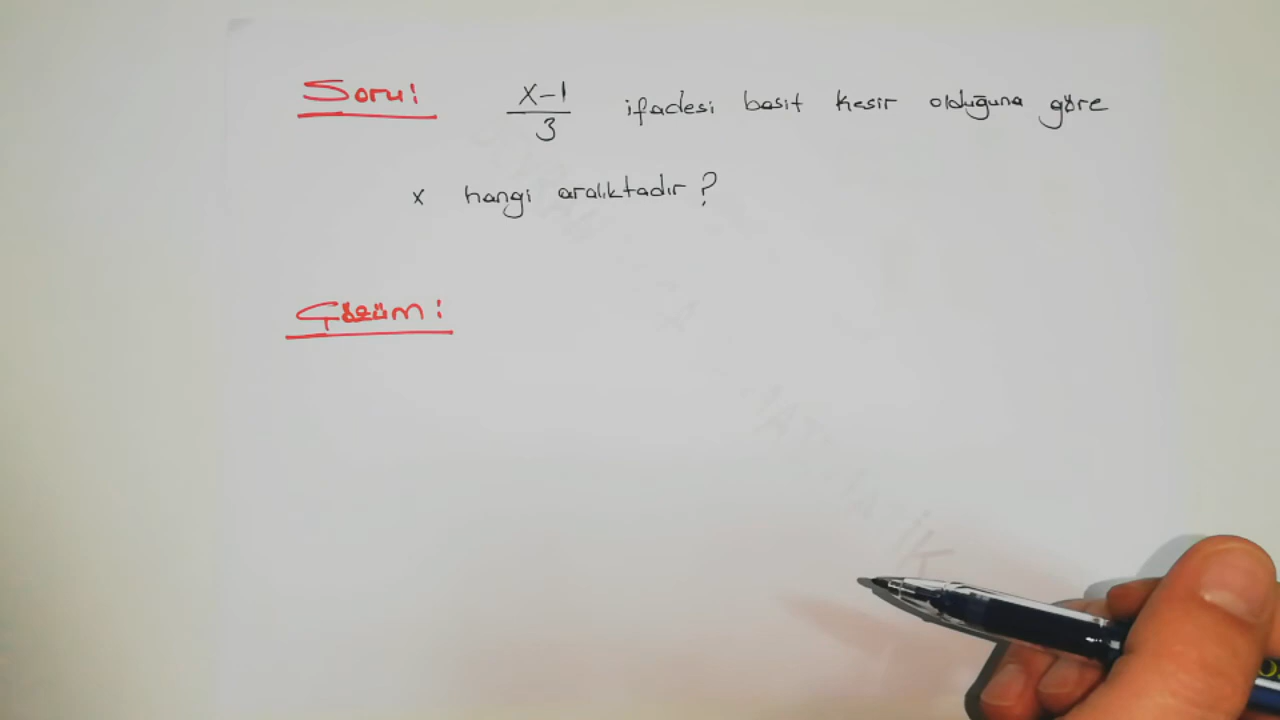 Soru: x-1/3 ifadesi basit kesir olduğuna göre
x hangi aralıktadır?
Çözüm: